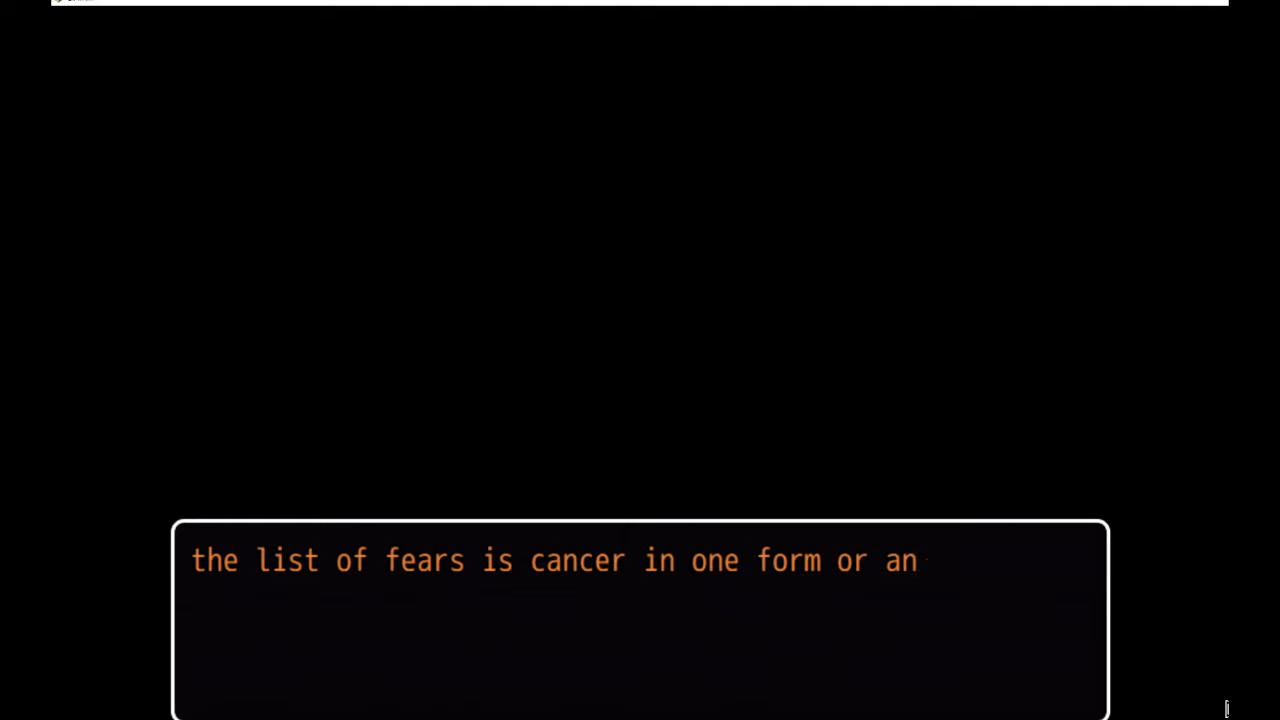 the list of fears is cancer in one form or an